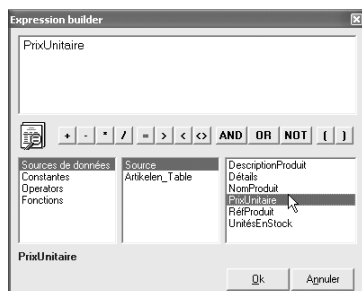 Expression builder
PrixUnitaire
+ - * / = > < <> AND OR NOT ( )
Sources de données
Constantes
Operators
Fonctions
Source
Artikelen_Table
DescriptionProduit
Détails
NomProduit
PrixUnitaire
RéfProduit
UnitésEnStock
PrixUnitaire
Ok Annuler